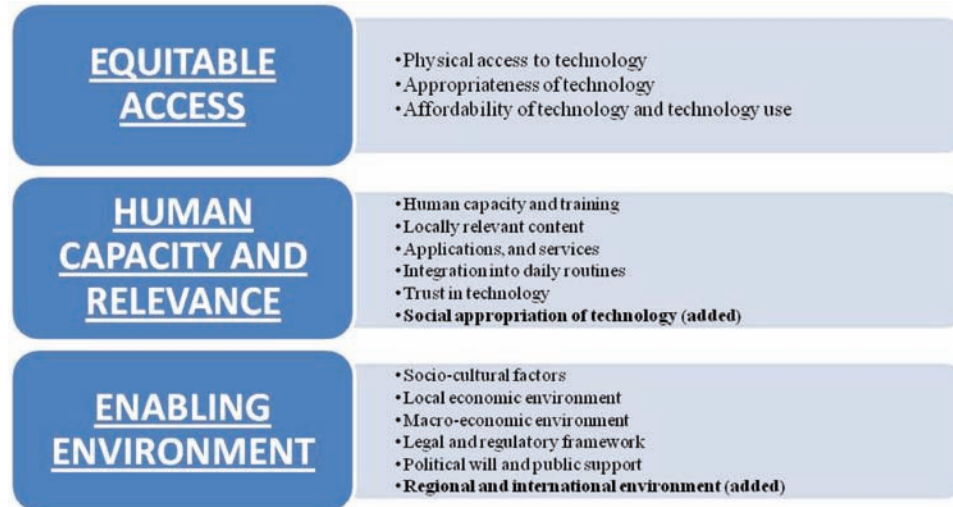 EQUITABLE
ACCESS
•Physical access to technology
•Appropriateness of technology
•Affordability of technology and technology use
HUMAN
CAPACITY AND
RELEVANCE
•Human capacity and training
•Locally relevant content
•Applications, and services
•Integration into daily routines
•Trust in technology
•Social appropriation of technology (added)
ENABLING
ENVIRONMENT
•Socio-cultural factors
•Local economic environment
•Macro-economic environment
•Legal and regulatory framework
•Political will and public support
•Regional and international environment (added)